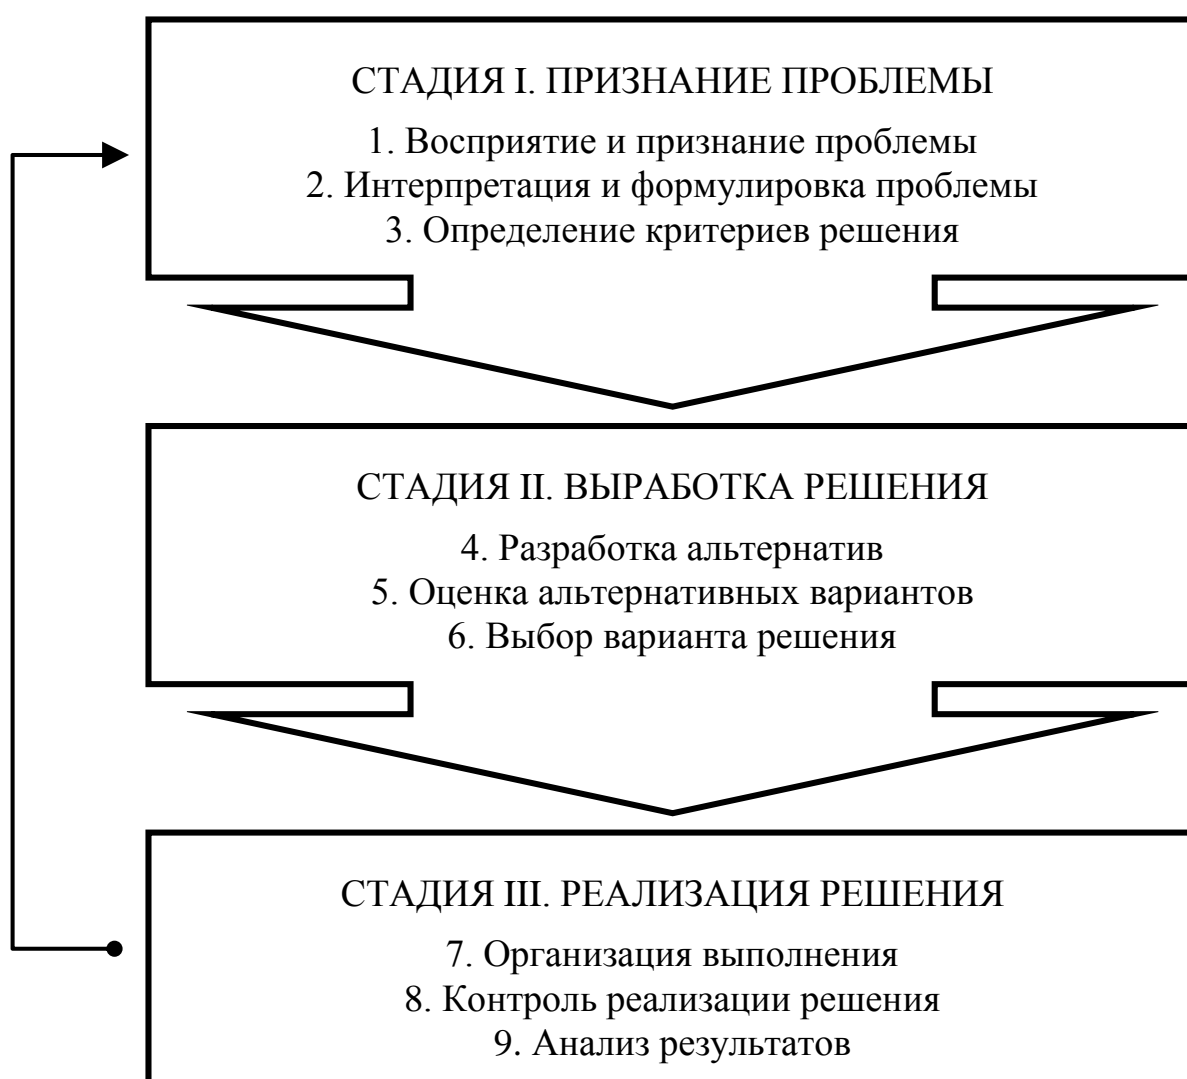 СТАДИЯ I. ПРИЗНАНИЕ ПРОБЛЕМЫ
1. Восприятие и признание проблемы
2. Интерпретация и формулировка проблемы
3. Определение критериев решения
СТАДИЯ II. ВЫРАБОТКА РЕШЕНИЯ
4. Разработка альтернатив
5. Оценка альтернативных вариантов
6. Выбор варианта решения
СТАДИЯ III. РЕАЛИЗАЦИЯ РЕШЕНИЯ
7. Организация выполнения
8. Контроль реализации решения
9. Анализ результатов